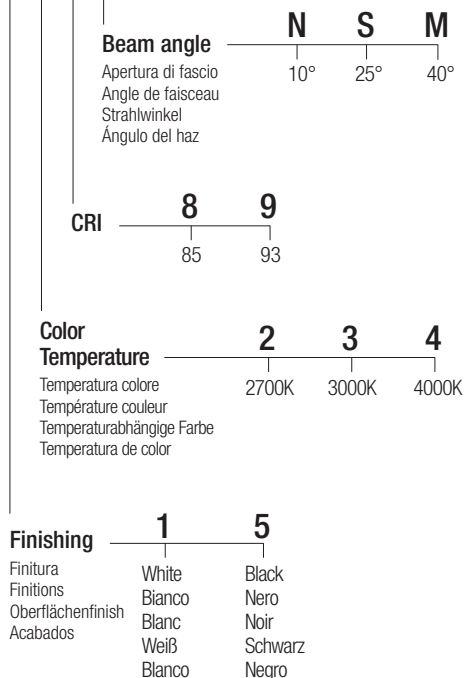 Beam angle N S M
Apertura di fascio 10° 25° 40°
Angle de faisceau
Strahlwinkel
Ángulo del haz
CRI 8 9
85 93
Color
Temperature 2 3 4
Temperatura colore 2700K 3000K 4000K
Température couleur
Temperaturabhängige Farbe
Temperatura de color
Finishing 1 5
Finitura White Black
Finitions Bianco Nero
Oberflächenfinish Blanc Noir
Acabados Weiß Schwarz
Blanco Negro